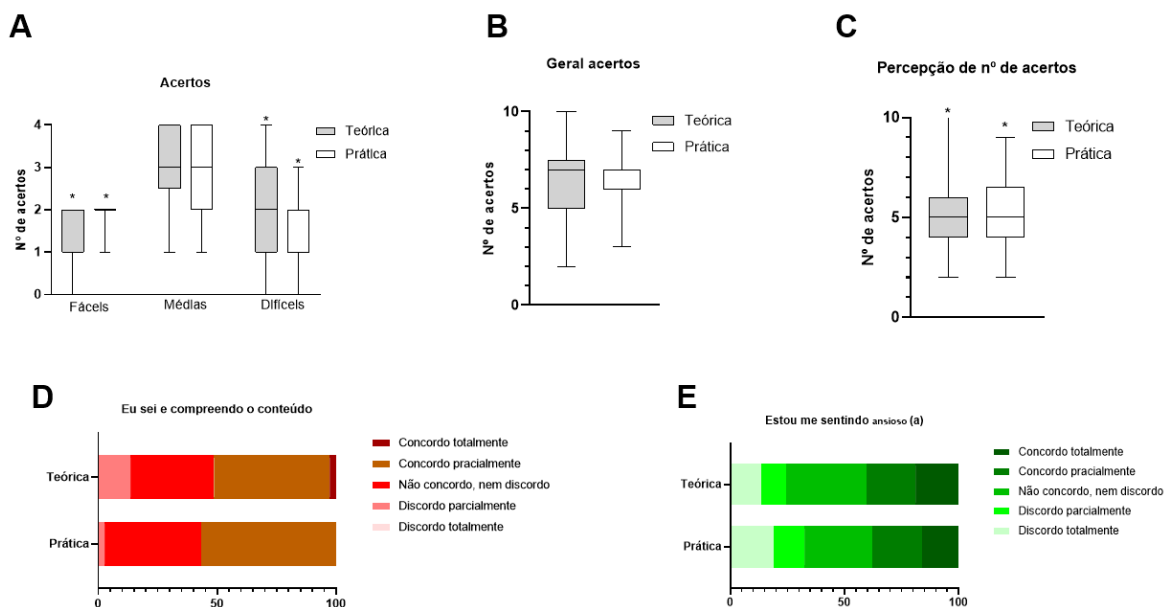 A
Acertos
Nº de acertos
4
3
2
1
0
* * * *
Fáceis Médias Difíceis
Teórica
Prática
B
Geral acertos
Nº de acertos
10
5
0
Teórica
Prática
C
Percepção de nº de acertos
Nº de acertos
10
5
0
* *
Teórica
Prática
D
Eu sei e compreendo o conteúdo
Teórica
Prática
0 50 100
Concordo totalmente
Concordo pracialmente
Não concordo, nem discordo
Discordo parcialmente
Discordo totalmente
E
Estou me sentindo ansioso (a)
Teórica
Prática
0 50 100
Concordo totalmente
Concordo pracialmente
Não concordo, nem discordo
Discordo parcialmente
Discordo totalmente